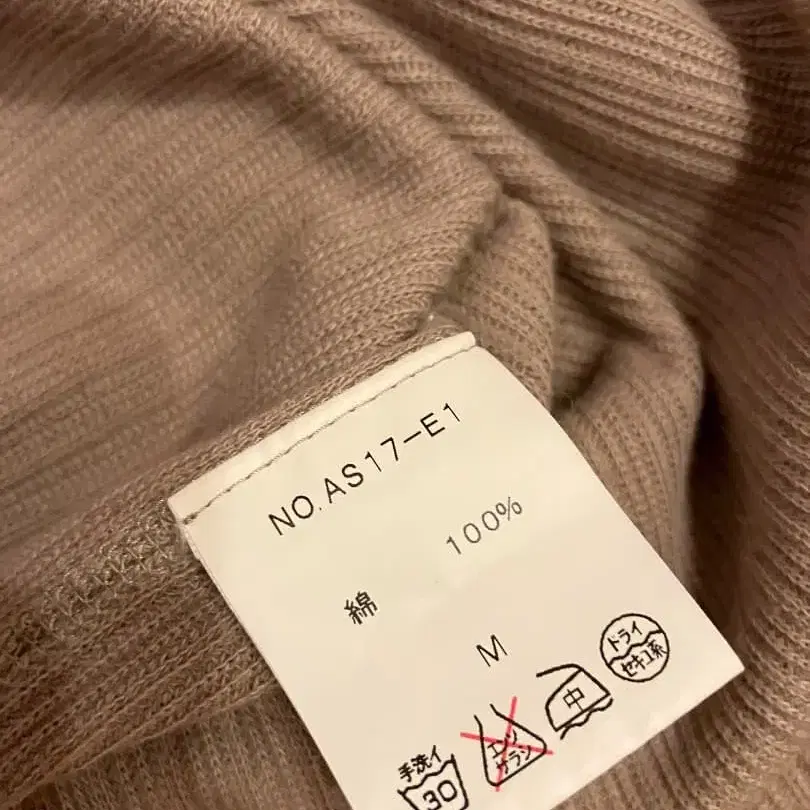 NO.AS17-E1
綿 100%
M
手洗イ
30
エンソ
サラシ
中
ドライ
セキユ系